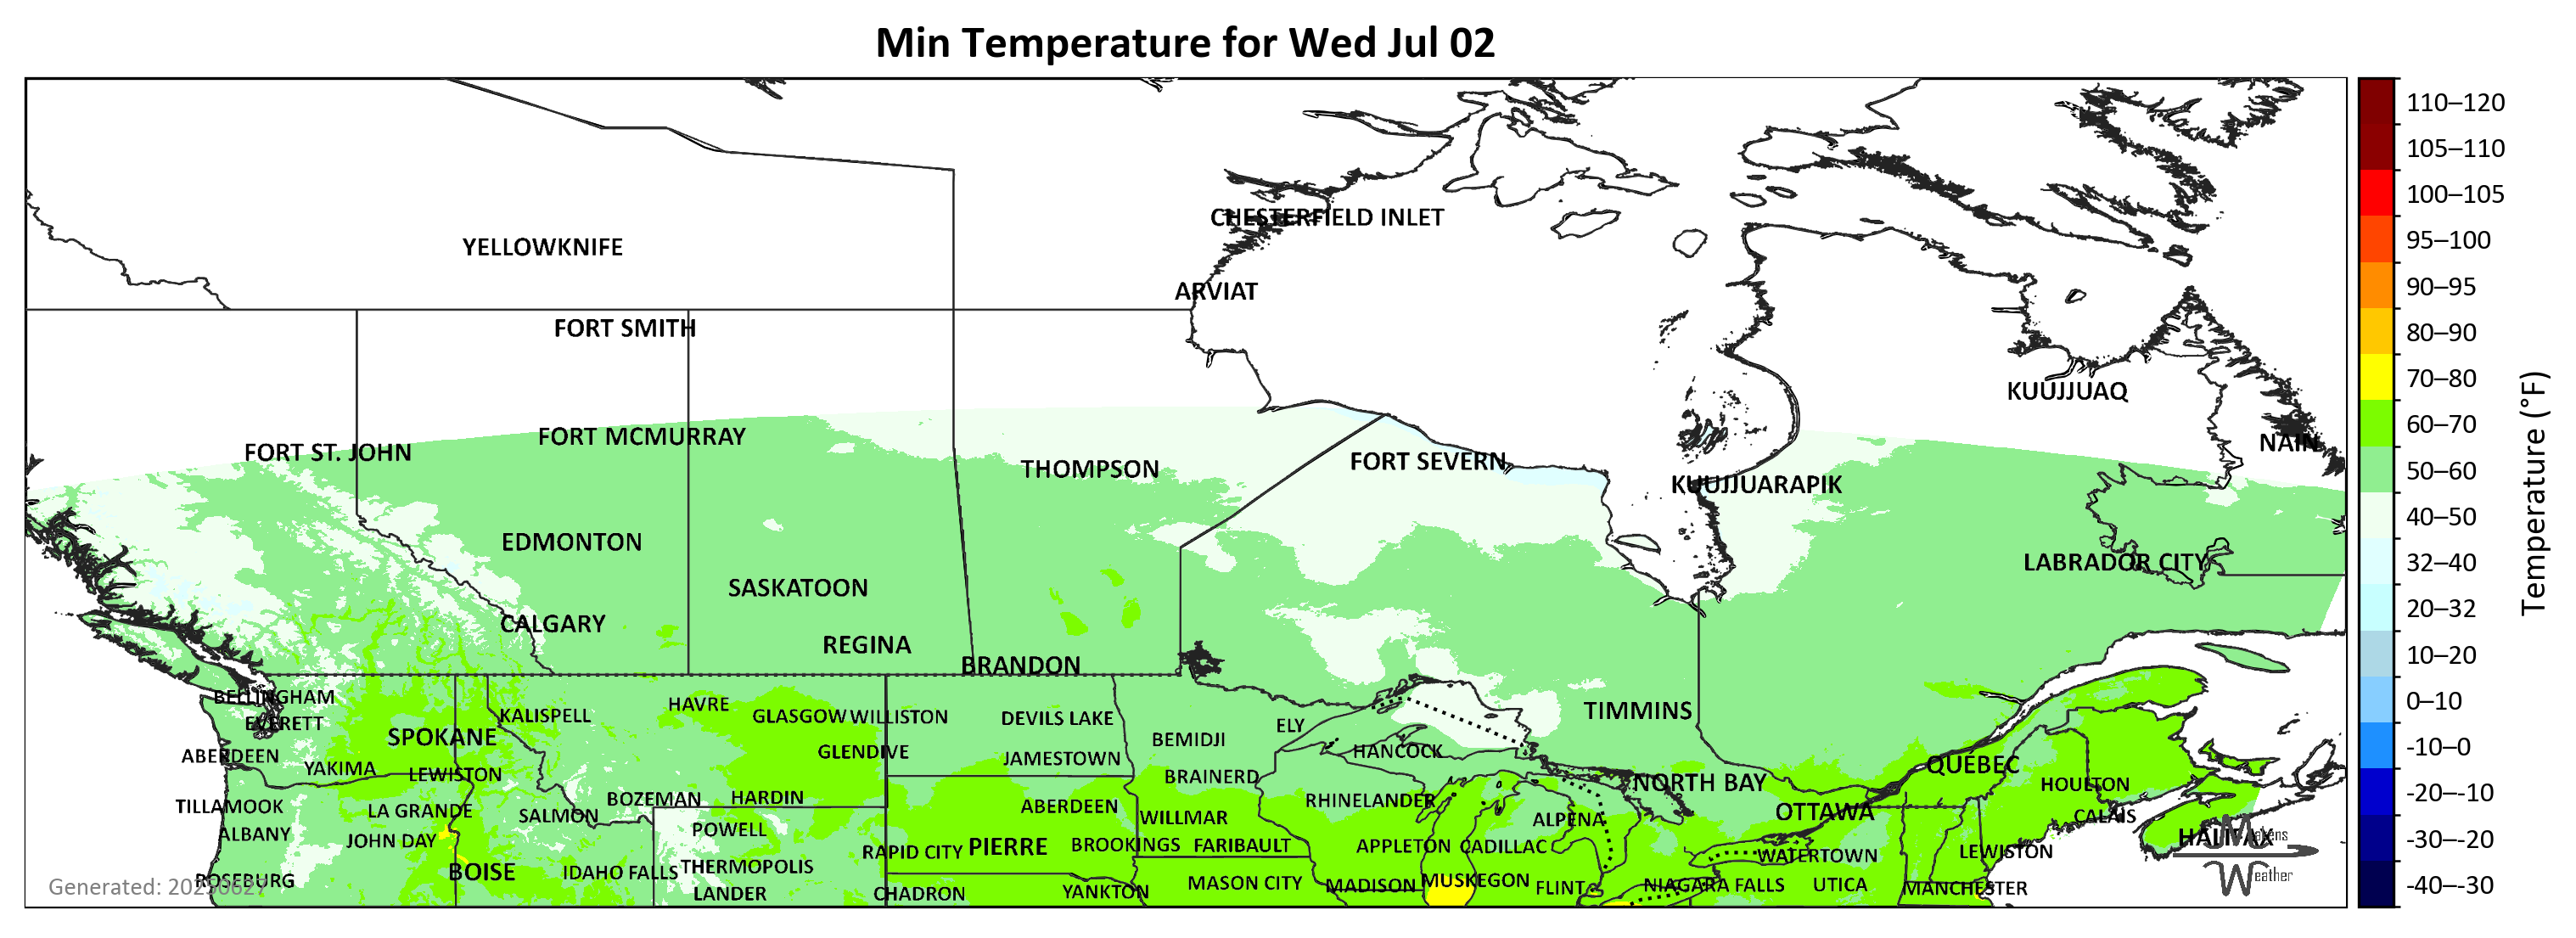 Min Temperature for Wed Jul 02
110–120
105–110
CHESTERFIELD INLET
100–105
YELLOWKNIFE
95–100
ARVIAT
90–95
FORT SMITH
80–90
KUUJJUAQ
70–80
FORT MCMURRAY
60–70
FORT ST. JOHN
NAIN
THOMPSON
FORT SEVERN
50–60
KUUJJUARAPIK
40–50
EDMONTON
LABRADOR CITY
32–40
SASKATOON
20–32
CALGARY
REGINA
BRANDON
10–20
Temperature (°F)
BELLINGHAM
HAVRE
0–10
EVERETT
KALISPELL
GLASGOW
WILLISTON
DEVILS LAKE
ELY
TIMMINS
SPOKANE
BEMIDJI
-10–0
ABERDEEN
GLENDIVE
JAMESTOWN
HANCOCK
YAKIMA
LEWISTON
BRAINERD
QUÉBEC
NORTH BAY
HOULTON
-20–-10
TILLAMOOK
LA GRANDE
SALMON
BOZEMAN
HARDIN
ABERDEEN
WILLMAR
RHINELANDER
OTTAWA
CALAIS
ALBANY
JOHN DAY
POWELL
ALPENA
HALIFAX
Makens
Weather
-30–-20
RAPID CITY
PIERRE
BROOKINGS
FARIBAULT
APPLETON
CADILLAC
WATERTOWN
LEWISTON
ROSEBURG
BOISE
IDAHO FALLS
THERMOPOLIS
MASON CITY
MADISON
MUSKEGON
FLINT
NIAGARA FALLS
UTICA
MANCHESTER
-40–-30
LANDER
CHADRON
YANKTON
Generated: 20250627